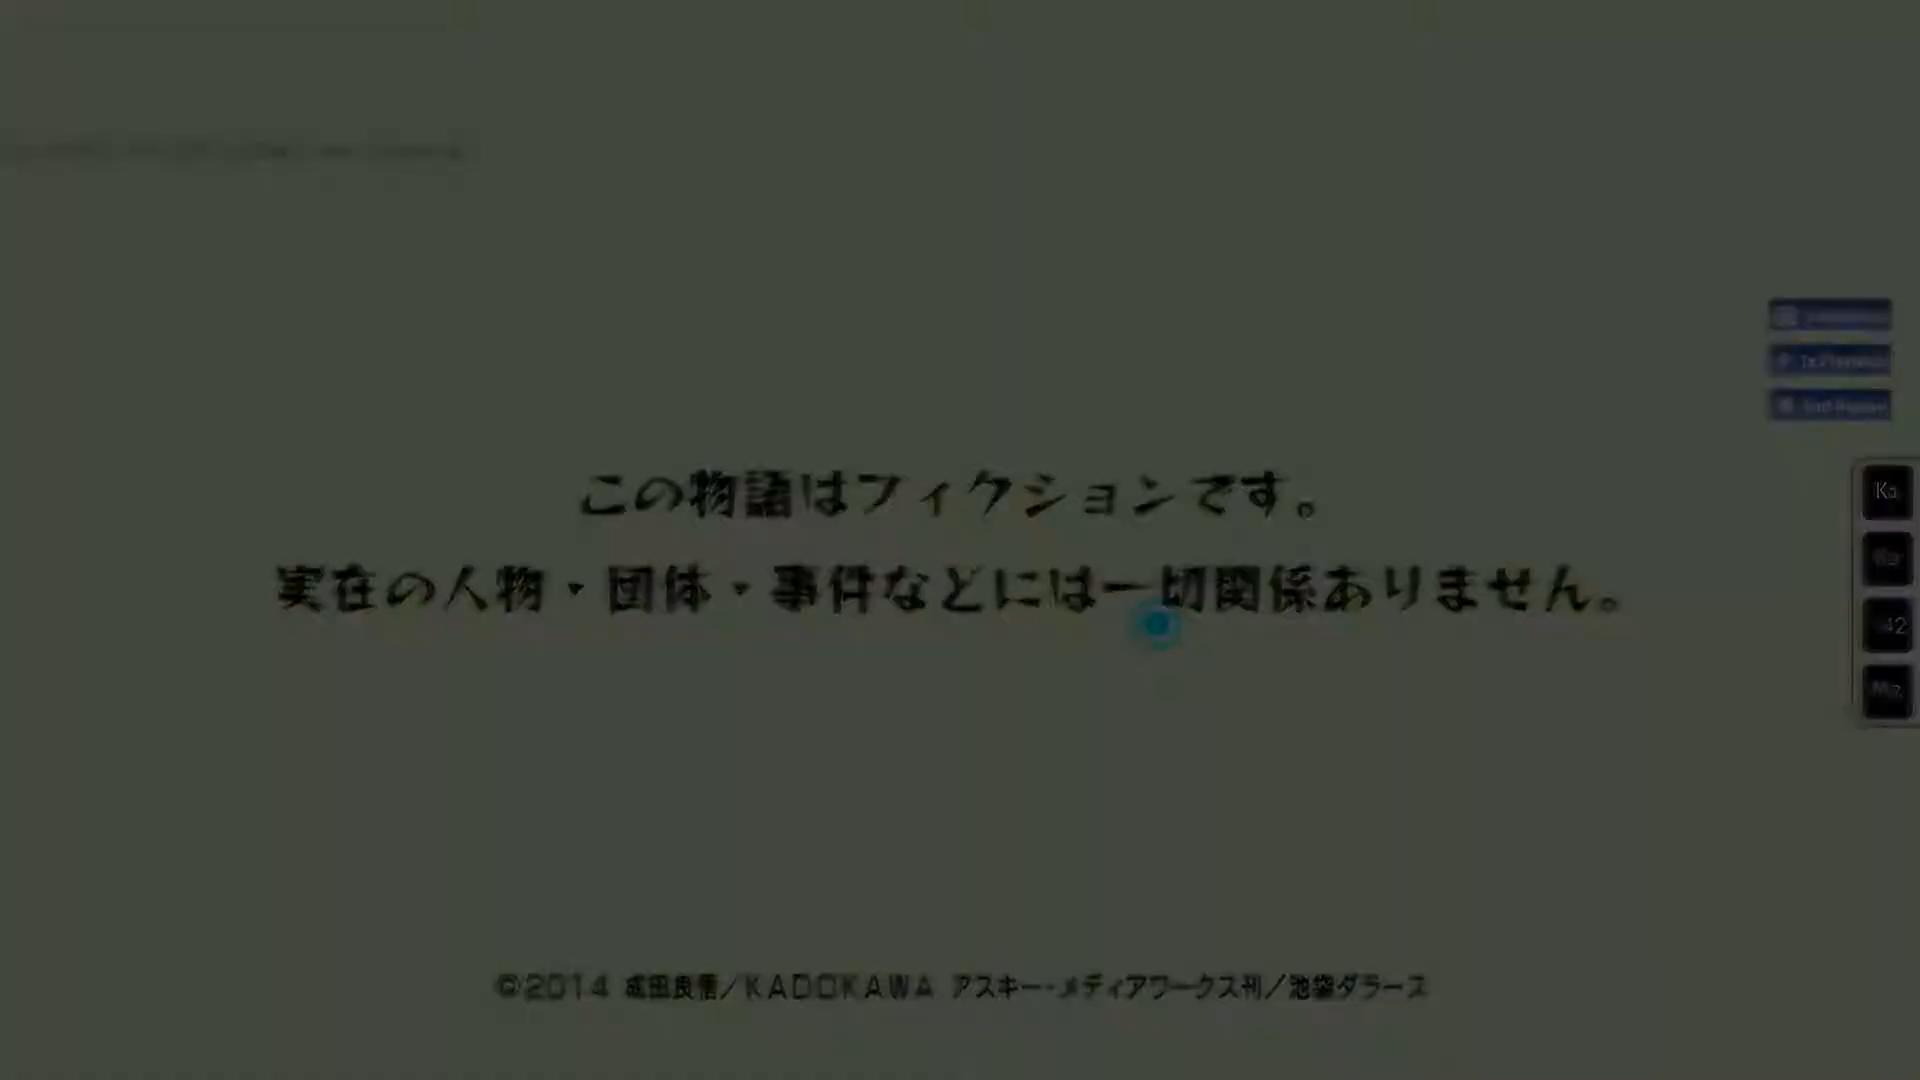 この物語はフィクションです。
実在の人物・団体・事件などには一切関係ありません。
Ka
42
©2014 成田良悟／KADOKAWA アスキー・メディアワークス刊／池袋ダラーズ